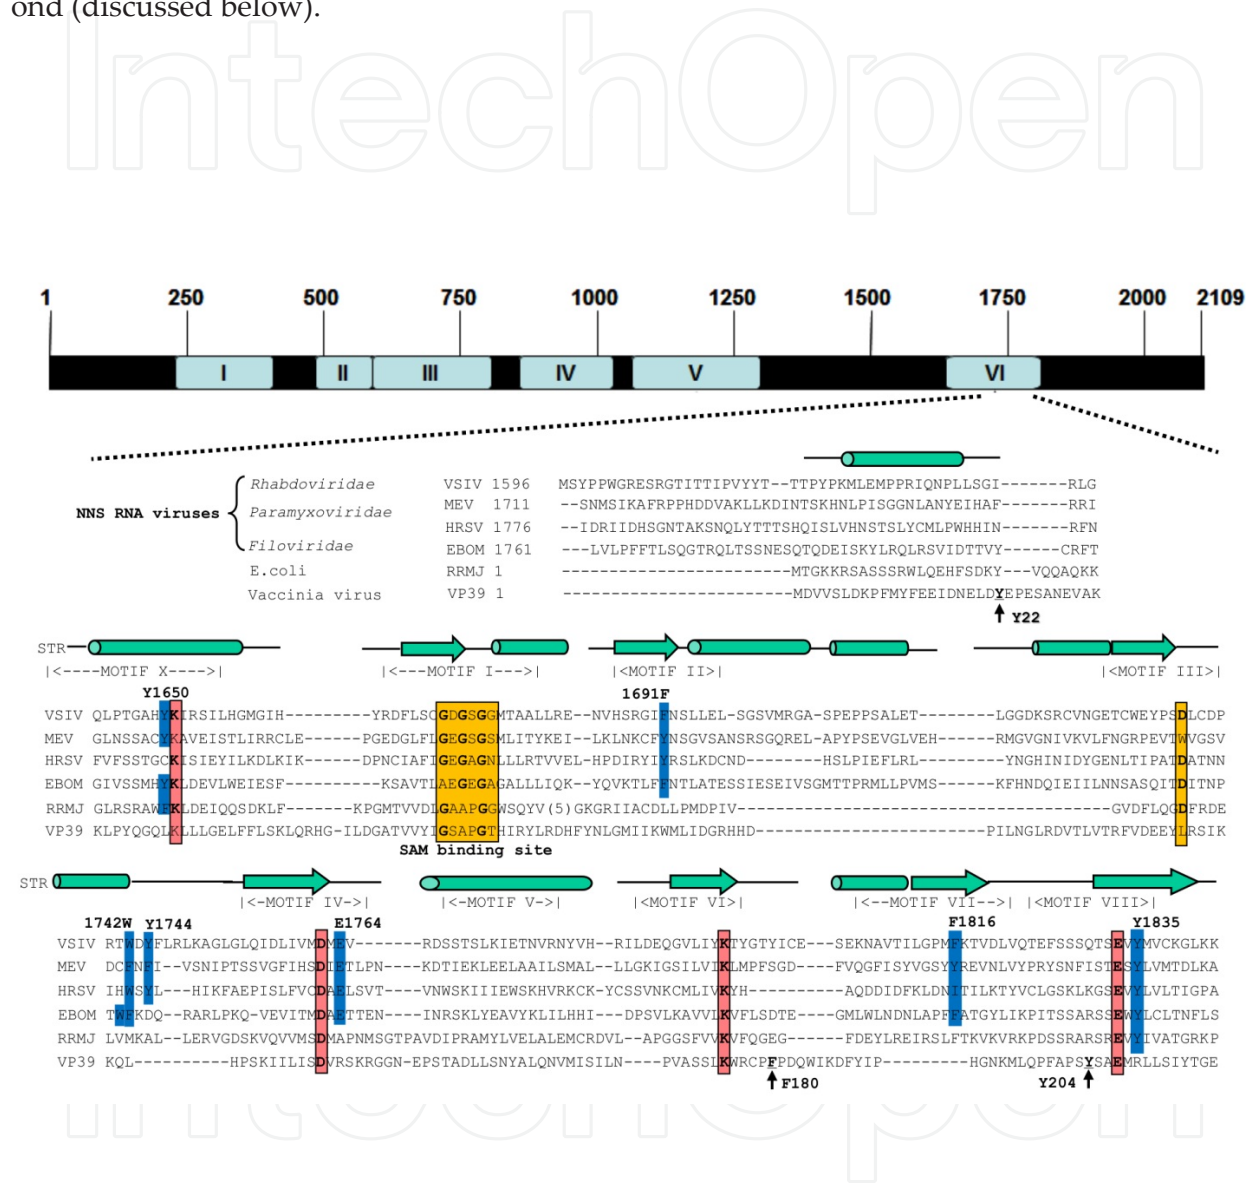 ond (discussed below).
IntechOpen
1 250 500 750 1000 1250 1500 1750 2000 2109
I II III IV V VI
Rhabdoviridae VSIV 1596 MSYPPWGRESRGTITTIPVYYT--TTPYPKMLEMPPRIQNPLLSGI-------RLG
MEV 1711 --SNMSIKAFRPPHDDVAKLLKDINTSKHNLPISGGNLANYEIHAF--------RRI
NNS RNA viruses Paramyxoviridae
HRSV 1776 --IDRIIDHSGNTAKSNQLYTTTSHQISLVHNSTSLYCMLPWHHIN-------RFN
Filoviridae EBOM 1761 ---LVLPFFTLSQGTRQLTSSNESQTQDEISKYLRQLRSVIDTTVY------CRFT
E.coli RRMJ 1 -----------------------MTGKKRSASSSRWLQEHFSDKY---VQQAQKK
Vaccinia virus VP39 1 -----------------------MDVVSLDKPFMYFEEIDNELDYEPESANEVAK
Y22
STR
|<----MOTIF X---->| |<---MOTIF I--->| |<MOTIF II>| |<MOTIF III>|
Y1650 1691F
VSIV QLPTGAHYKIRSILHGMGIH---------YRDFLSCGDGSGGMTAALLRE--NVHSRGIFNSLLEL-SGSVMRGA-SPEPPSALET--------LGGDKSRCVNGETCWEYPSDLCDP
MEV GLNSSACYKAVEISTLIRRCLE------PGEDGLFLGEGSGSMLITYKEI-LKLNKCFYNSGVSANSRSGQREL-APYPSEVGLVEH------RMGVGNIVKVLFNGRPEVTWVGSV
HRSV FVFSSTGCKISIEYILKDLKIK------DPNCIAFIGEGAGNLLLRTVVEL-HPDIRYIYRSLKDCND-------HSLPIEFLRL----------YNGHINIDYGENLTIPATDATNN
EBOM GIVSSMHYKLDEVLWEIESF--------KSAVTLAEGEGAGALLLIQK--YQVKTLFFNTLATESSIESEIVSGMTTPRMLLPVMS------KFHNDQIEIILNNSASQITDITNP
RRMJ GLRSRAWFKLDEIQQSDKLF-------KPGMTVVDLGAAPGGWSQYV(5)GKGRIIACDLLPMDPIV--------------------------------------GVDFLQGDFRDE
VP39 KLPYQGQLKLLLGELFFLSKLQRHG-ILDGATVVYIGSAPGTHIRYLRDHFYNLGMIIKWMLIDGRHHD-----------------------PILNGLRDVTLVTRFVDEEYLRSIK
SAM binding site
STR
|<-MOTIF IV->| |<-MOTIF V->| |<MOTIF VI>| |<--MOTIF VII-->| |<MOTIF VIII>|
1742W Y1744 E1764 F1816 Y1835
VSIV RTWDYFLRLKAGLGLQIDLIVMDMEV-------RDSSTSLKIETNVRNYVH--RILDEQGVLIYKTYGTYICE---SEKNAVTILGPMFKTVDLVQTEFSSSQTSEVYMVCKGLKK
MEV DCFNFI--VSNIPTSSVGFIHSDIETLPN----DTIEKLEELAAILSMAL--LLGKIGSILVIKLMPFSGD----FVQGFISYVGSYYREVNLVYPRYSNFISTESYLVMTDLKA
HRSV IHWSYL---HIKFAEPISLFVCDAELSVT----VNWSKIIIEWSKHVRKCK-YCSSVNKCMLIVKYH----------AQDDIDFKLDNITILKTYVCLGSKLKGSEVYLVLTIGPA
EBOM TWFKDQ--RARLPKQ-VEVITMDAETTEN----INRSKLYEAVYKLILHHI---DPSVLKAVVLKVFLSDTE----GMLWLNDNLAPFFATGYLIKPITSSARSSEWYLCLTNFLS
RRMJ LVMKAL--LERVGDSKVQVVMSDMAPNMSGTPAVDIPRAMYLVELALEMCRDVL--APGGSFVVKVFQGEG------FDEYLREIRSLFTKVKVRKPDSSRARSREVYIVATGRKP
VP39 KQL----------HPSKIILISDVRSKRGGN-EPSTADLLSNYALQNVMISILN-----PVASSLKWRCPFPDQWIKDFYIP---------HGNKMLQPFAPSYSAEMRLLSIYTGE
F180 Y204
IntechOpen